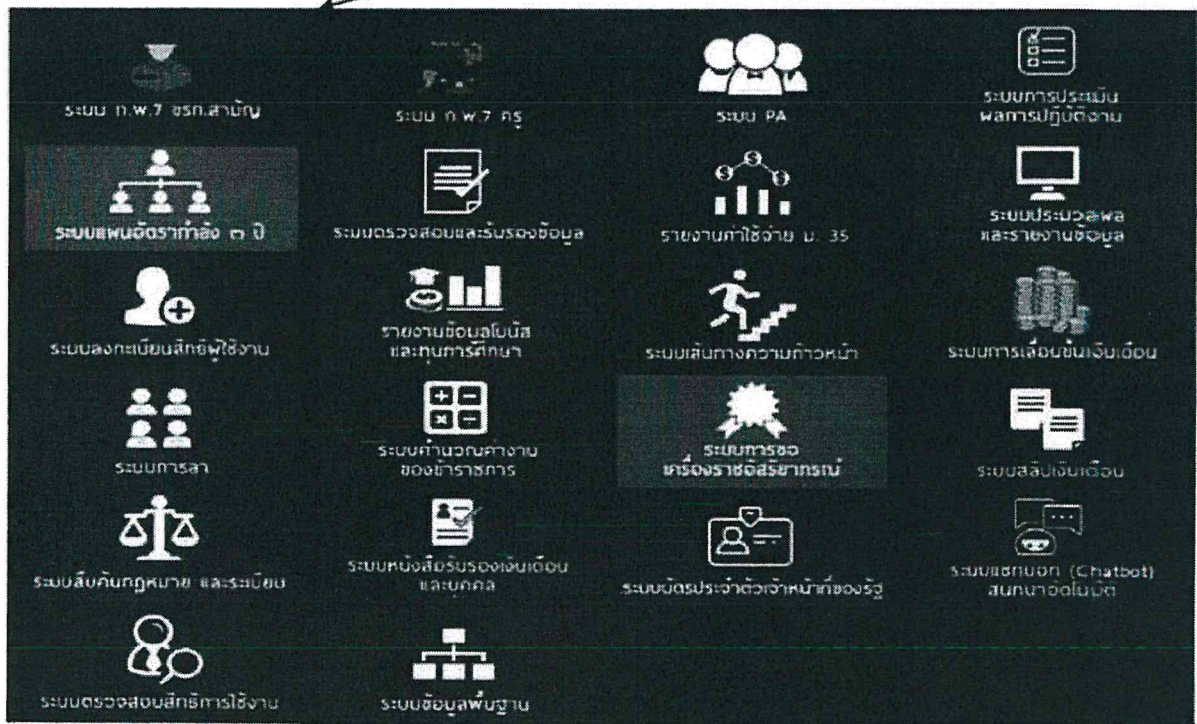 ระบบ ก.พ.7 ขรก.สามัญ
ระบบ ก.พ.7 ครู
ระบบ PA
ระบบการประเมิน
ผลการปฏิบัติงาน
ระบบแผนอัตรากำลัง ๓ ปี
ระบบตรวจสอบและรับรองข้อมูล
รายงานค่าใช้จ่าย ม. 35
ระบบประมวลผล
และรายงานข้อมูล
ระบบลงทะเบียนสิทธิผู้ใช้งาน
รายงานข้อมูลโบนัส
และทุนการศึกษา
ระบบเส้นทางความก้าวหน้า
ระบบการเลื่อนขั้นเงินเดือน
ระบบการลา
ระบบคำนวณค่างาน
ของข้าราชการ
ระบบการขอ
เครื่องราชอิสริยาภรณ์
ระบบสลิปเงินเดือน
ระบบสืบค้นกฎหมาย และระเบียบ
ระบบหนังสือรับรองเงินเดือน
และบุคคล
ระบบบัตรประจำตัวเจ้าหน้าที่ของรัฐ
ระบบแชทบอท (Chatbot)
สนทนาอัตโนมัติ
ระบบตรวจสอบสิทธิการใช้งาน
ระบบข้อมูลพื้นฐาน